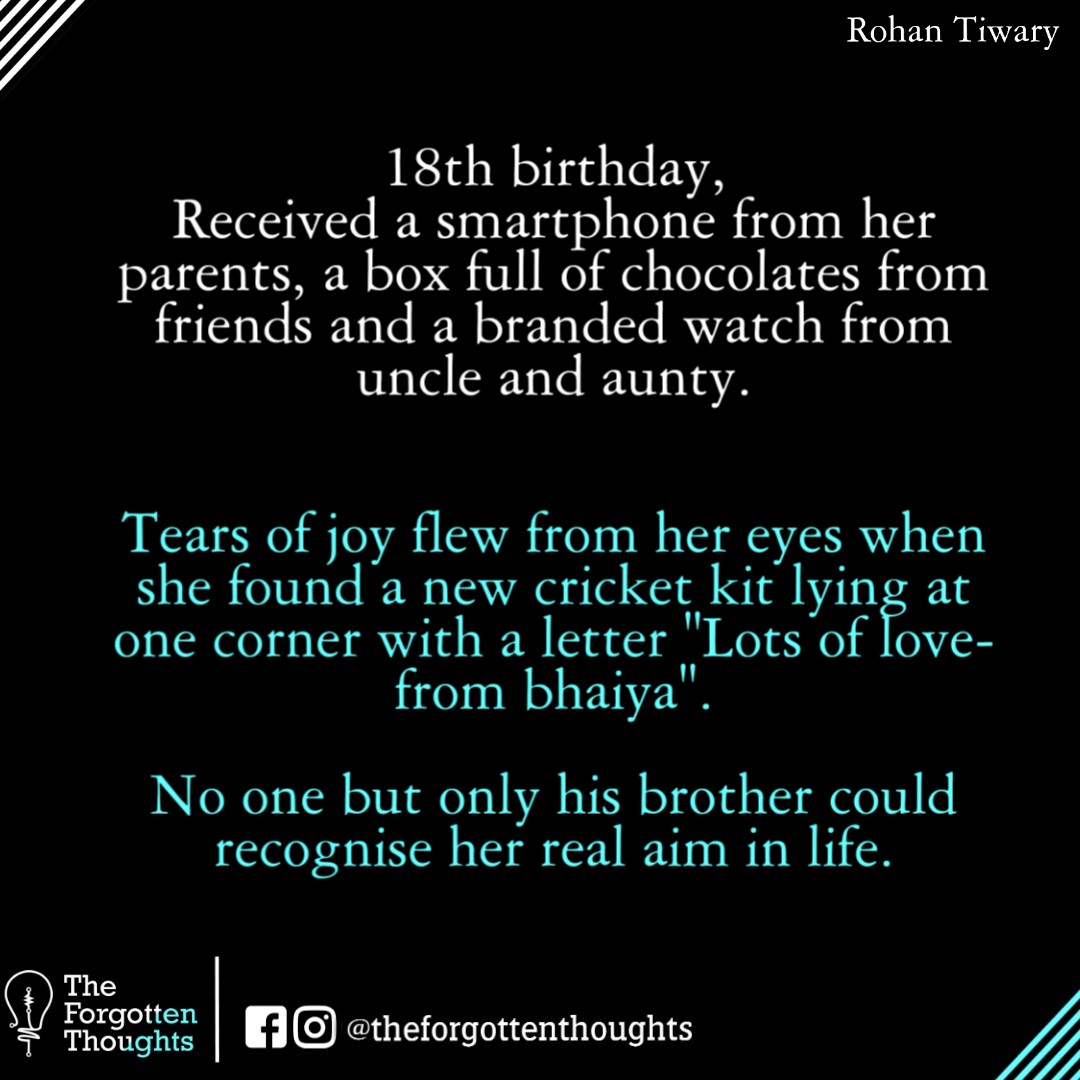 Rohan Tiwary
18th birthday,
Received a smartphone from her
parents, a box full of chocolates from
friends and a branded watch from
uncle and aunty.
Tears of joy flew from her eyes when
she found a new cricket kit lying at
one corner with a letter "Lots of love-
from bhaiya".
No one but only his brother could
recognise her real aim in life.
The
Forgotten
Thoughts
@theforgottenthoughts